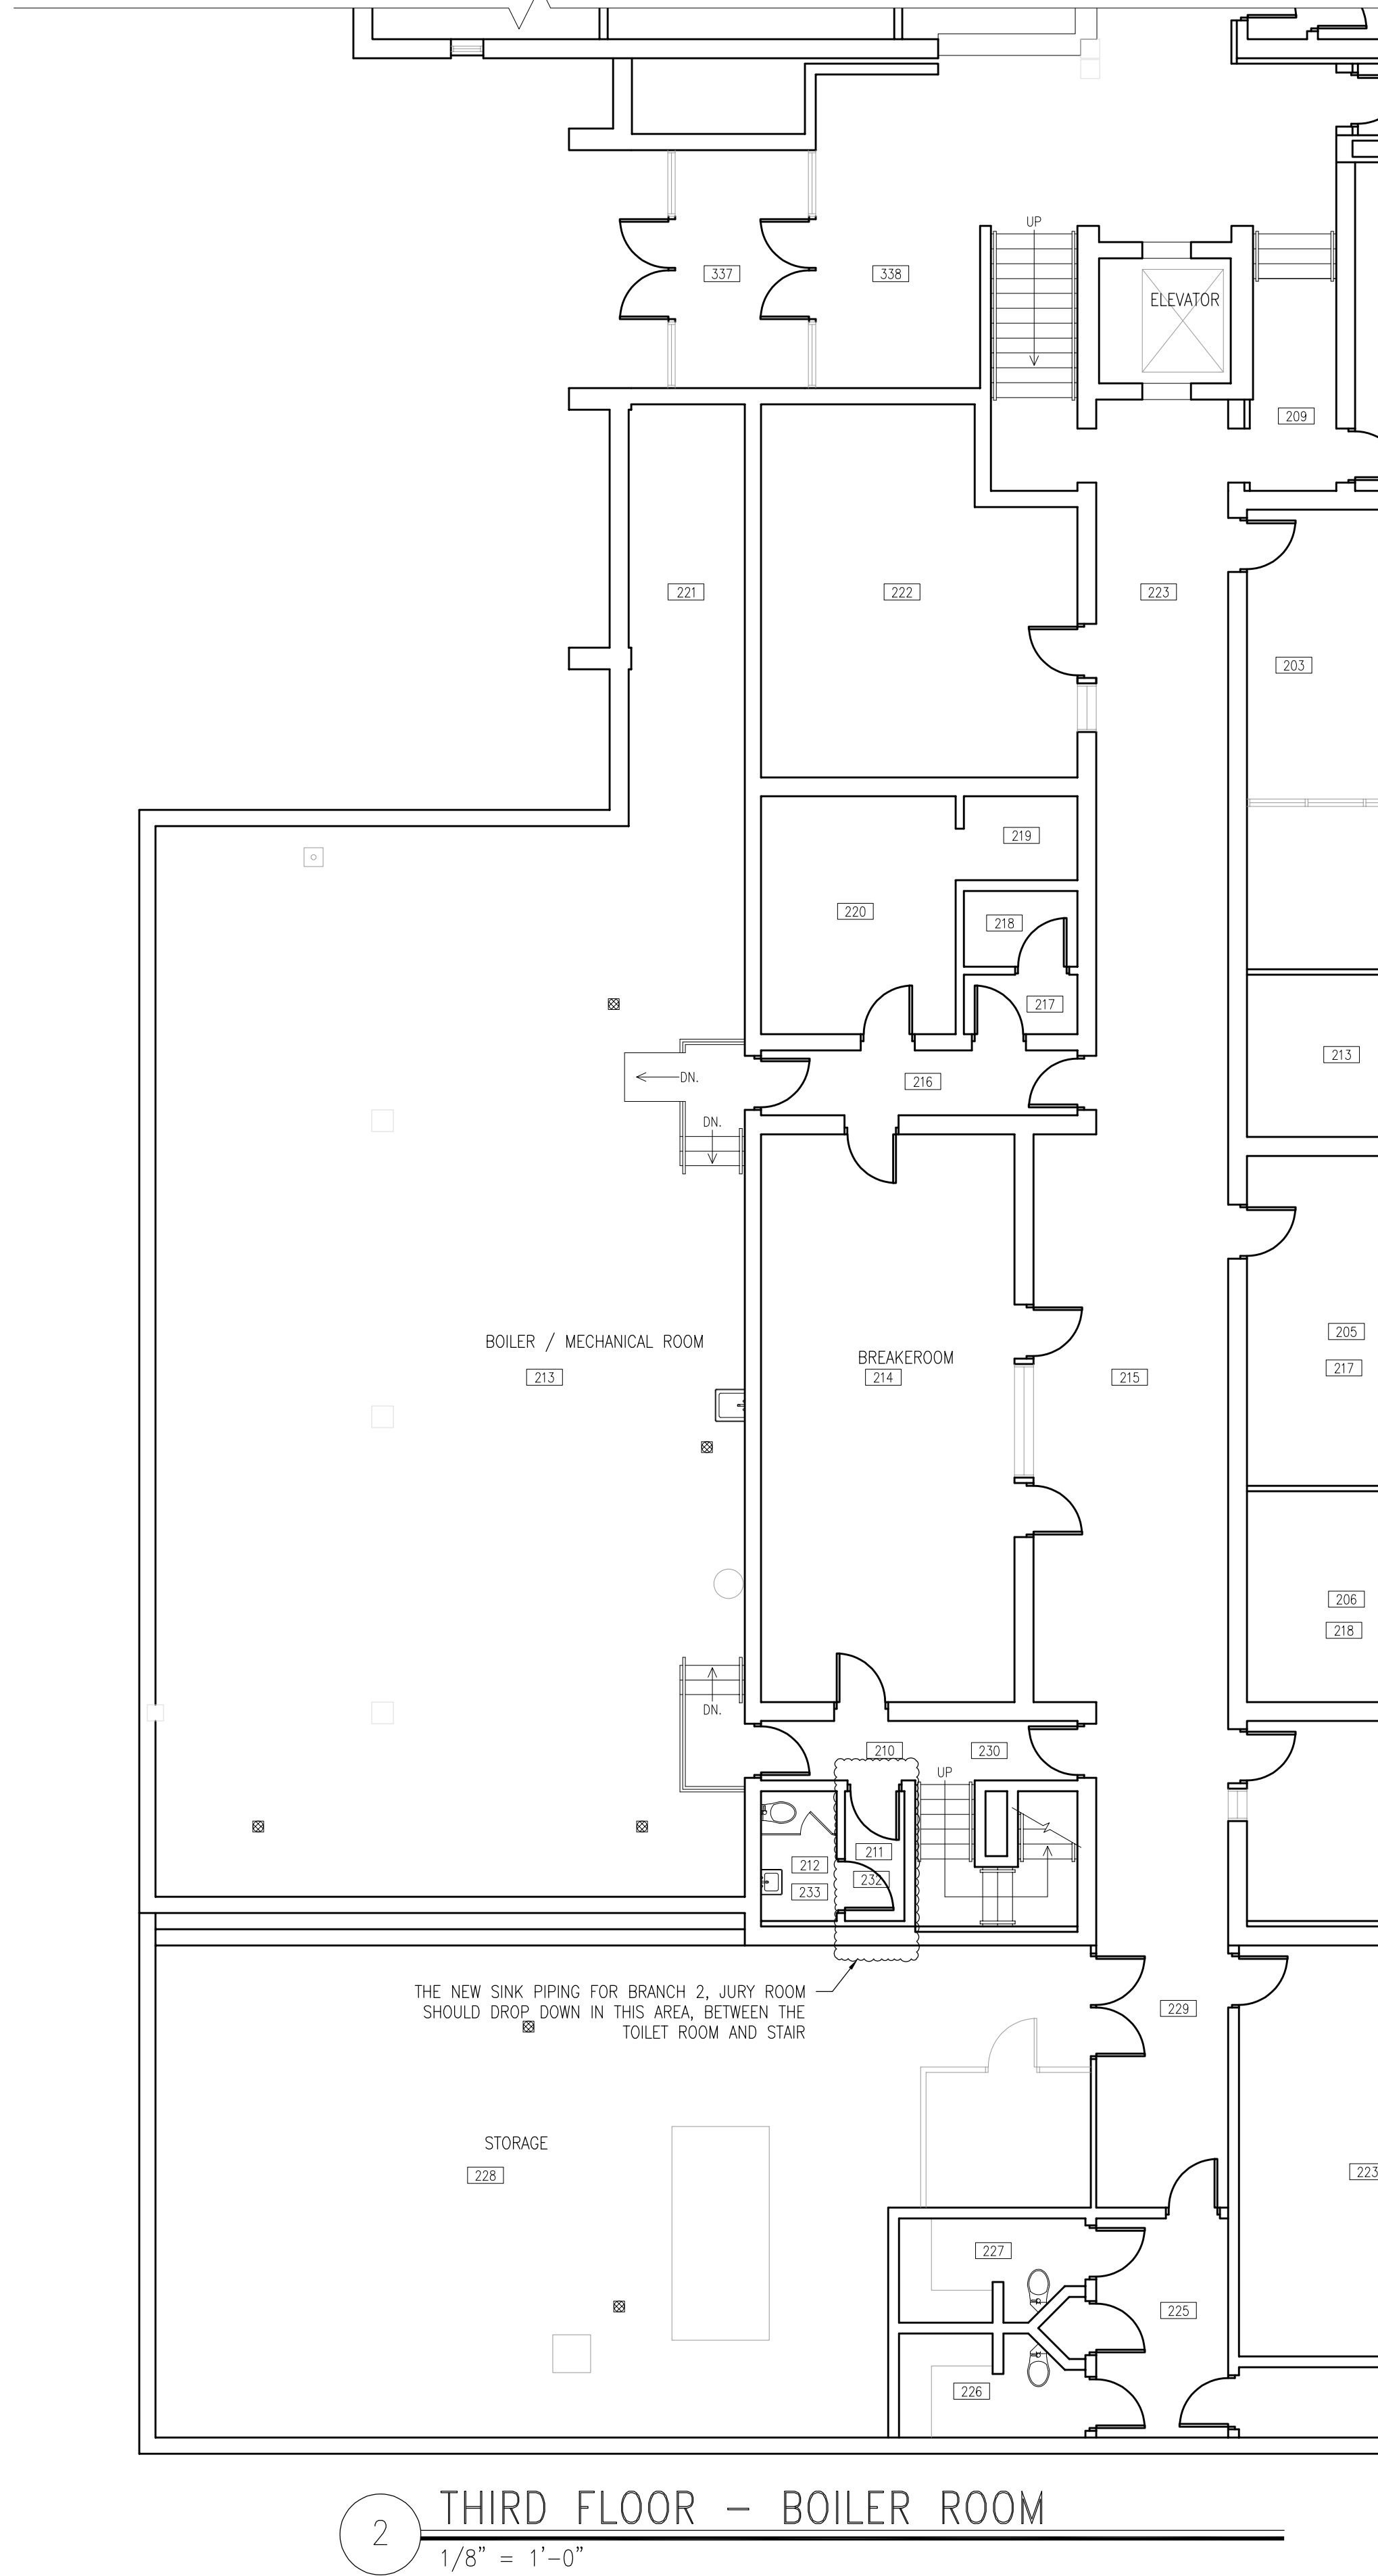 UP
337
338
ELEVATOR
209
221
222
223
203
219
220
218
217
213
216
DN.
DN.
BOILER / MECHANICAL ROOM
213
BREAKEROOM
214
215
205
217
206
218
DN.
210
230
UP
211
212
232
233
THE NEW SINK PIPING FOR BRANCH 2, JURY ROOM
SHOULD DROP DOWN IN THIS AREA, BETWEEN THE
TOILET ROOM AND STAIR
229
STORAGE
228
223
227
225
226
2
THIRD FLOOR - BOILER ROOM
1/8" = 1'-0"